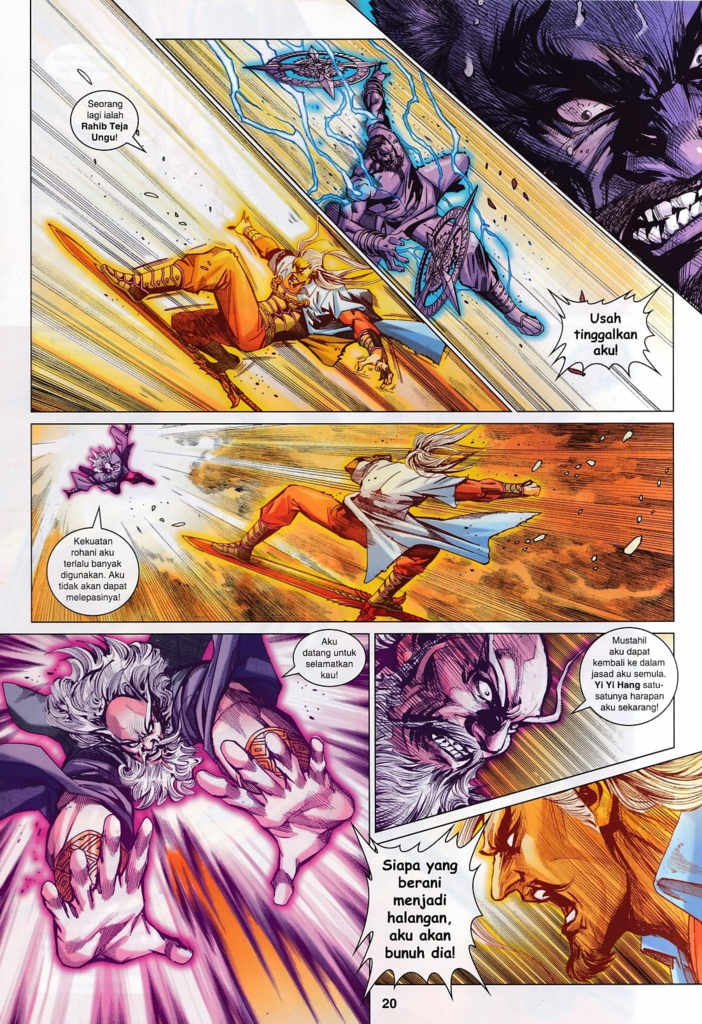 Seorang
lagi ialah
Rahib Teja
Ungu!
Usah
tinggalkan
aku!
Kekuatan
rohani aku
terlalu banyak
digunakan. Aku
tidak akan dapat
melepasinya!
Aku
datang untuk
selamatkan
kau!
Mustahil
aku dapat
kembali ke dalam
jasad aku semula.
Yi Yi Hang satu-
satunya harapan
aku sekarang!
Siapa yang
berani
menjadi
halangan,
aku akan
bunuh dia!
20